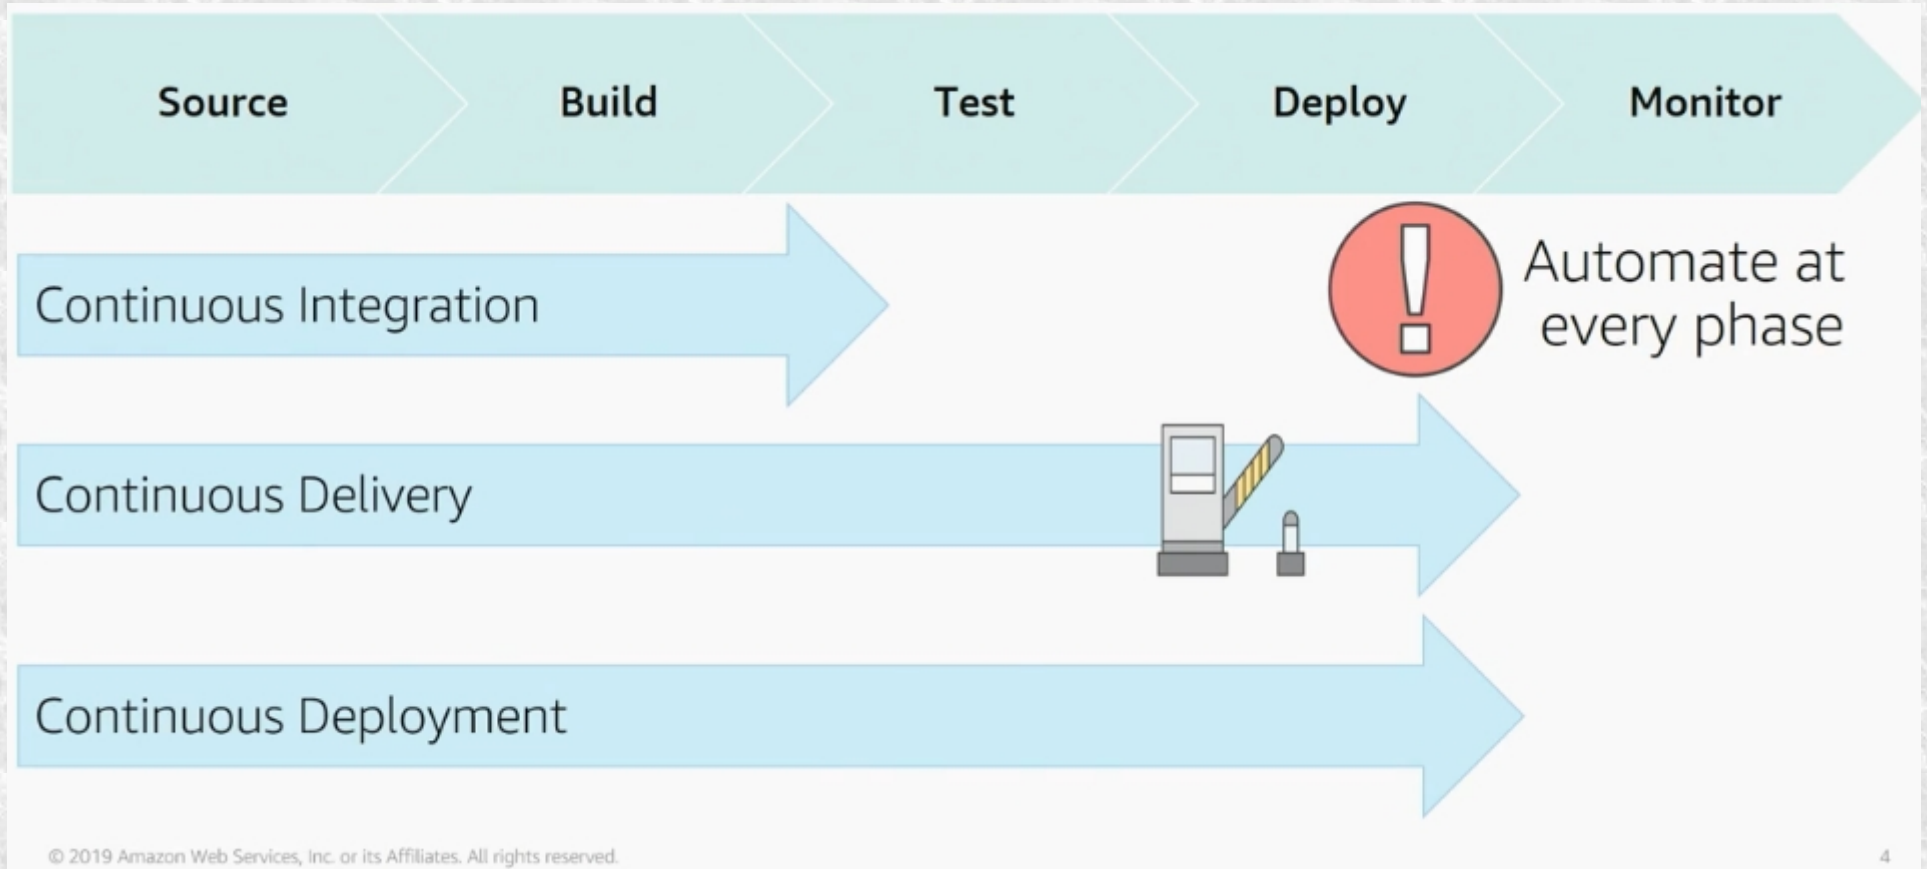 Source
Build
Test
Deploy
Monitor
Continuous Integration
Automate at
every phase
Continuous Delivery
Continuous Deployment
© 2019 Amazon Web Services, Inc. or its Affiliates. All rights reserved.
4